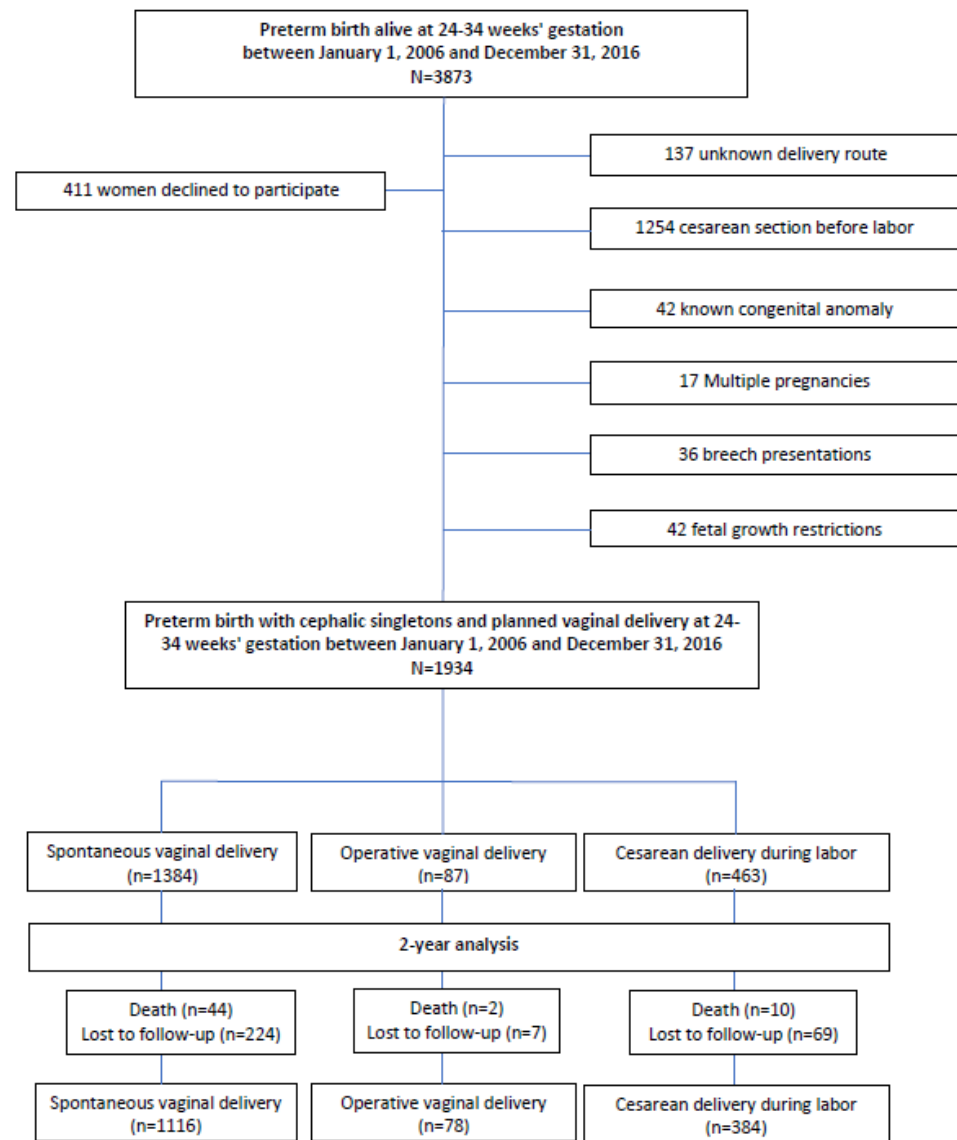 Preterm birth alive at 24-34 weeks' gestation
between January 1, 2006 and December 31, 2016
N=3873
137 unknown delivery route
411 women declined to participate
1254 cesarean section before labor
42 known congenital anomaly
17 Multiple pregnancies
36 breech presentations
42 fetal growth restrictions
Preterm birth with cephalic singletons and planned vaginal delivery at 24-
34 weeks' gestation between January 1, 2006 and December 31, 2016
N=1934
Spontaneous vaginal delivery
(n=1384)
Operative vaginal delivery
(n=87)
Cesarean delivery during labor
(n=463)
2-year analysis
Death (n=44)
Lost to follow-up (n=224)
Death (n=2)
Lost to follow-up (n=7)
Death (n=10)
Lost to follow-up (n=69)
Spontaneous vaginal delivery
(n=1116)
Operative vaginal delivery
(n=78)
Cesarean delivery during labor
(n=384)